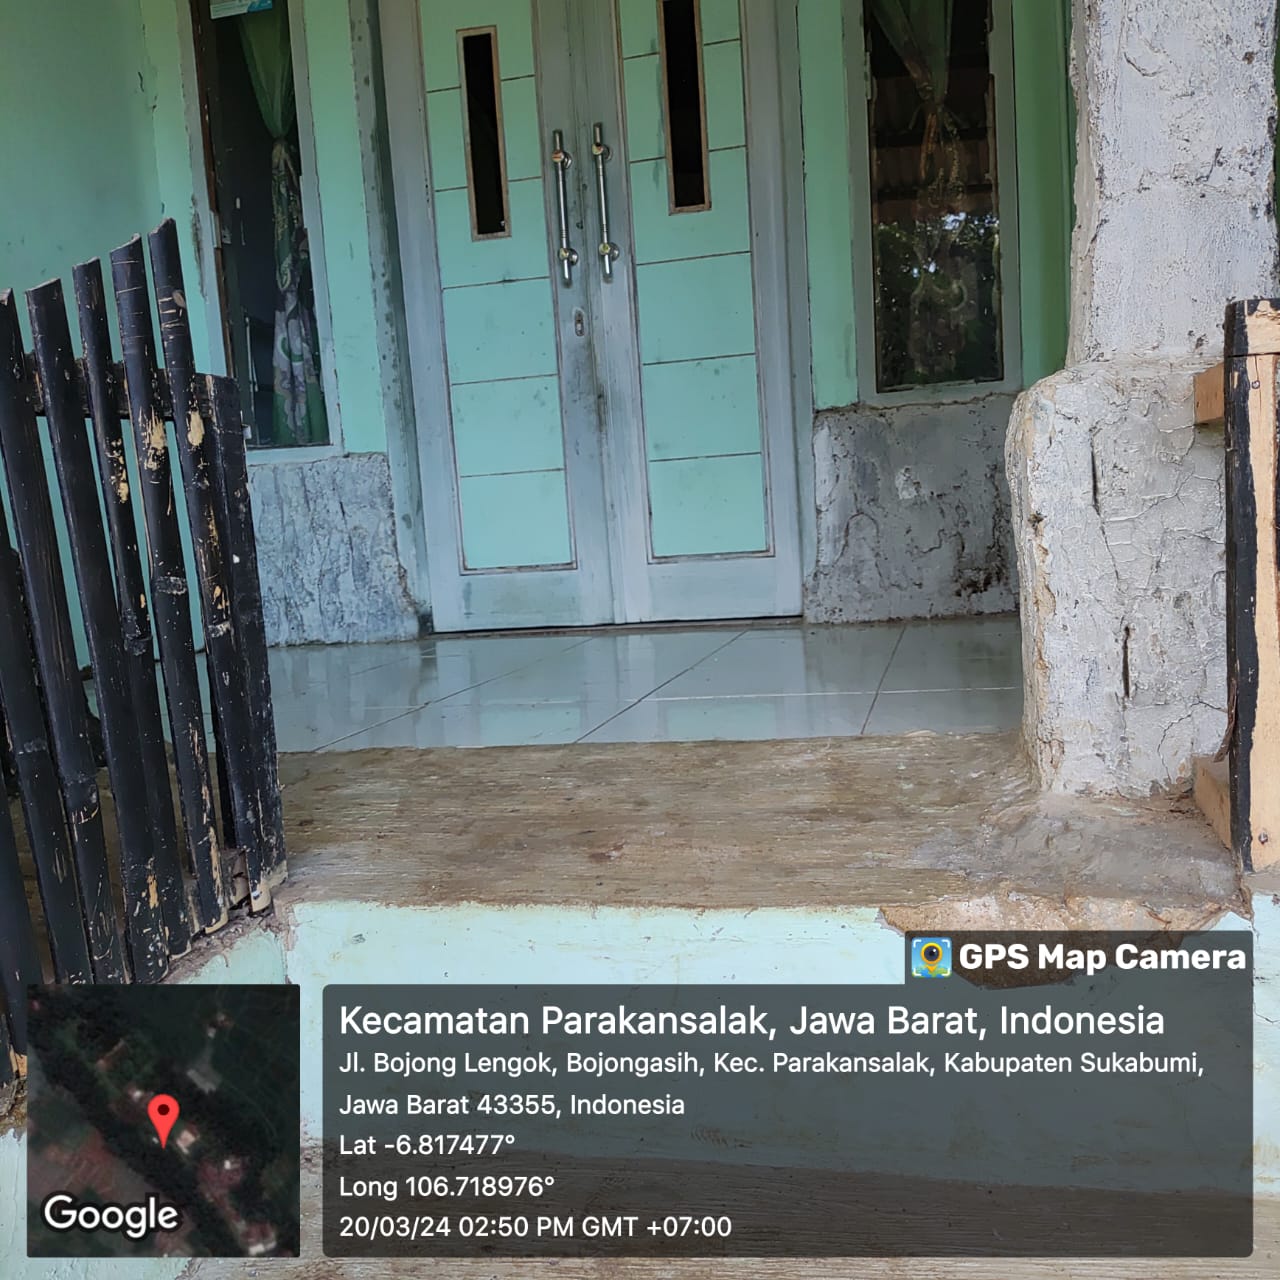 GPS Map Camera
Kecamatan Parakansalak, Jawa Barat, Indonesia
Jl. Bojong Lengok, Bojongasih, Kec. Parakansalak, Kabupaten Sukabumi,
Jawa Barat 43355, Indonesia
Lat -6.817477°
Long 106.718976°
20/03/24 02:50 PM GMT +07:00
Google